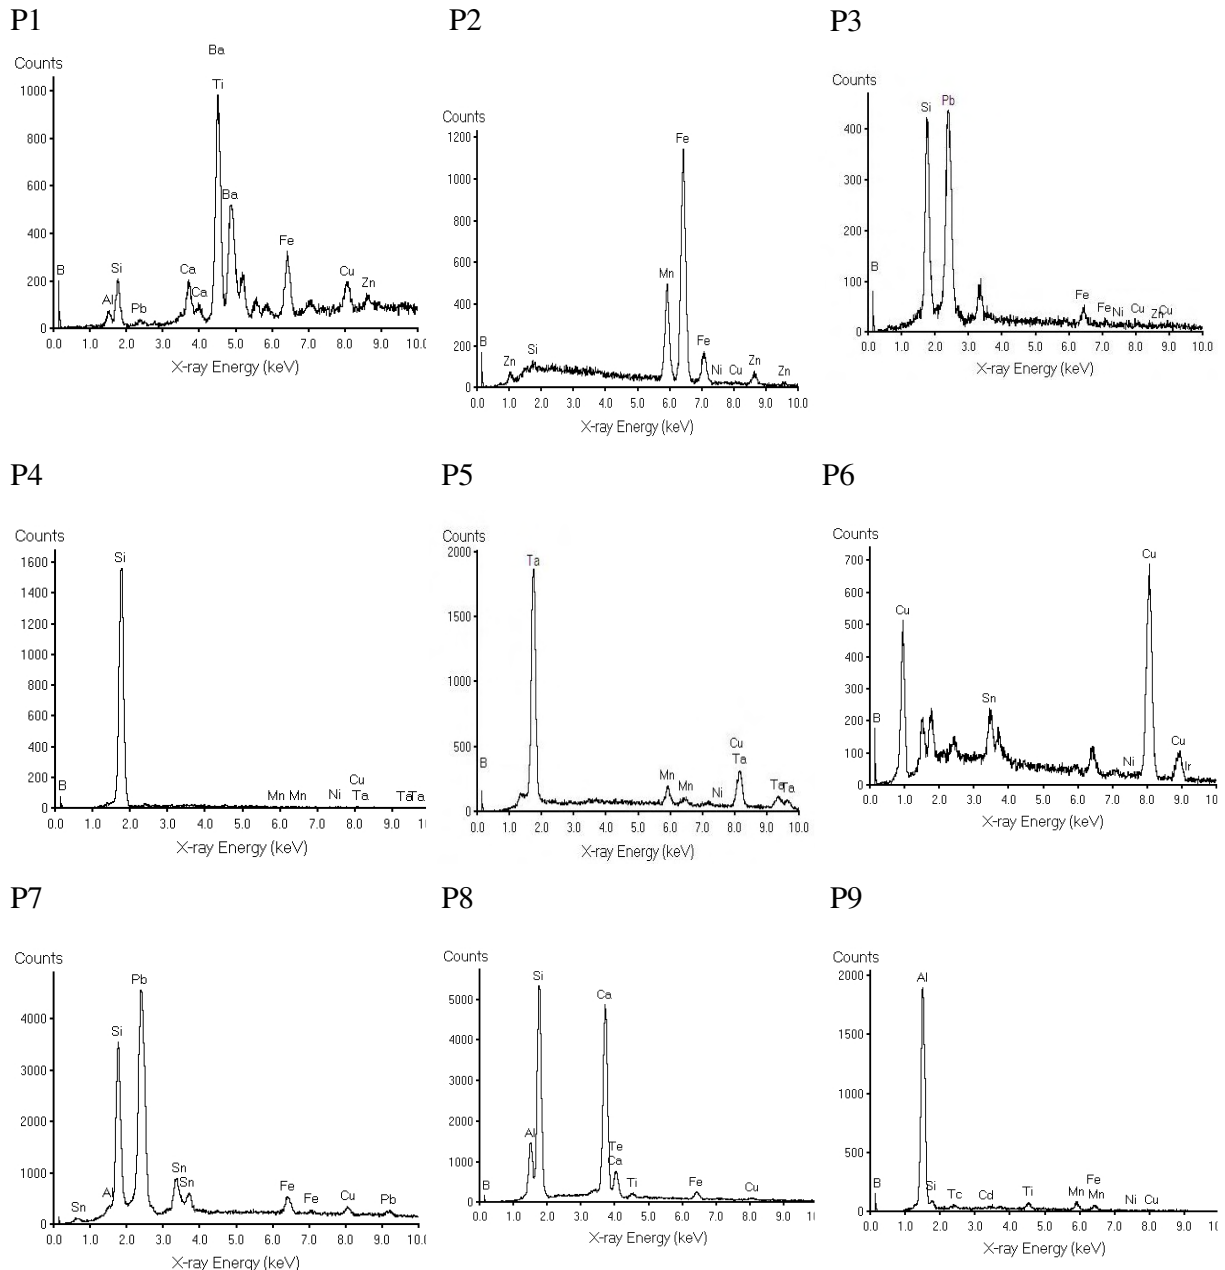 P1
Counts
1000
800
600
400
200
0
Ba
Ti
Ba
B
Al
Si
Pb
Ca
Ca
Fe
Cu
Zn
0.0 1.0 2.0 3.0 4.0 5.0 6.0 7.0 8.0 9.0 10.0
X-ray Energy (keV)
P2
Counts
1200
1000
800
600
400
200
0
B
Zn
Si
Mn
Fe
Fe
Ni
Cu
Zn
Zn
0.0 1.0 2.0 3.0 4.0 5.0 6.0 7.0 8.0 9.0 10.0
X-ray Energy (keV)
P3
Counts
400
300
200
100
0
B
Si
Pb
Fe
Fe
Ni
Cu
Zn
Cu
0.0 1.0 2.0 3.0 4.0 5.0 6.0 7.0 8.0 9.0 10.0
X-ray Energy (keV)
P4
Counts
1600
1400
1200
1000
800
600
400
200
0
B
Si
Mn
Mn
Ni
Cu
Ta
Ta
Ta
0.0 1.0 2.0 3.0 4.0 5.0 6.0 7.0 8.0 9.0 10
X-ray Energy (keV)
P5
Counts
2000
1500
1000
500
0
B
Ta
Mn
Mn
Ni
Cu
Ta
Ta
Ta
0.0 1.0 2.0 3.0 4.0 5.0 6.0 7.0 8.0 9.0 10.0
X-ray Energy (keV)
P6
Counts
700
600
500
400
300
200
100
0
B
Cu
Sn
Ni
Cu
Cu
Ir
0.0 1.0 2.0 3.0 4.0 5.0 6.0 7.0 8.0 9.0 10.0
X-ray Energy (keV)
P7
Counts
4000
3000
2000
1000
0
Sn
Al
Si
Pb
Sn
Sn
Fe
Fe
Cu
Pb
0.0 1.0 2.0 3.0 4.0 5.0 6.0 7.0 8.0 9.0 10.0
X-ray Energy (keV)
P8
Counts
5000
4000
3000
2000
1000
0
B
Al
Si
Ca
Te
Ca
Ti
Fe
Cu
0.0 1.0 2.0 3.0 4.0 5.0 6.0 7.0 8.0 9.0 10.0
X-ray Energy (keV)
P9
Counts
2000
1500
1000
500
0
B
Al
Si
Tc
Cd
Ti
Mn
Fe
Mn
Ni
Cu
0.0 1.0 2.0 3.0 4.0 5.0 6.0 7.0 8.0 9.0 10.0
X-ray Energy (keV)